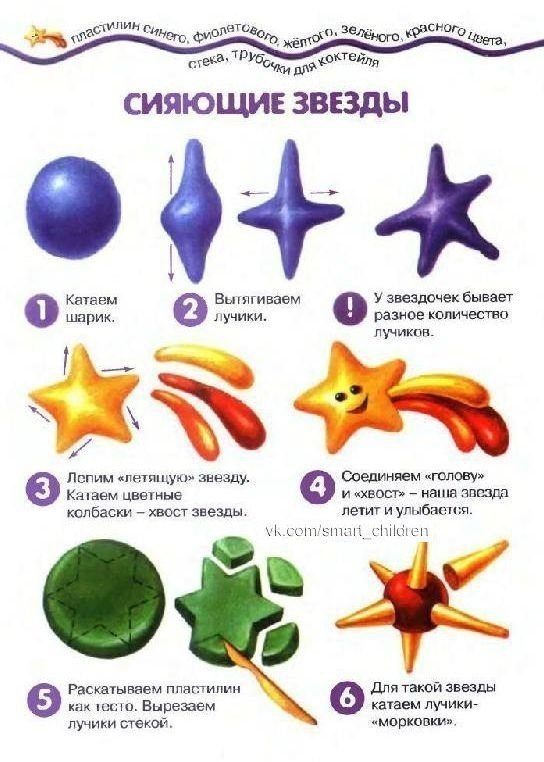 пластилин синего, фиолетового, жёлтого, зелёного, красного цвета,
стека, трубочки для коктейля
СИЯЮЩИЕ ЗВЕЗДЫ
1 Катаем
шарик.
2 Вытягиваем
лучики.
! У звездочек бывает
разное количество
лучиков.
3 Лепим «летящую» звезду.
Катаем цветные
колбаски – хвост звезды.
4 Соединяем «голову»
и «хвост» – наша звезда
летит и улыбается.
vk.com/smart_children
5 Раскатываем пластилин
как тесто. Вырезаем
лучики стекой.
6 Для такой звезды
катаем лучики-
«морковки».